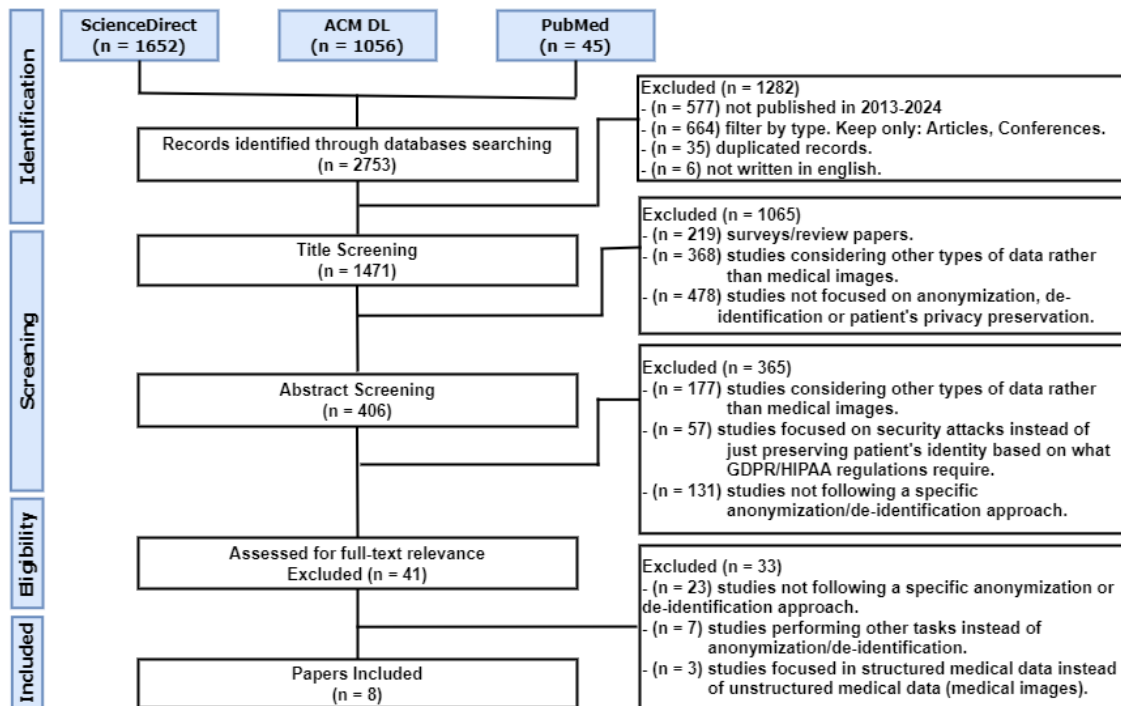 ScienceDirect
(n = 1652)
ACM DL
(n = 1056)
PubMed
(n = 45)
Identification
Records identified through databases searching
(n = 2753)
Excluded (n = 1282)
- (n = 577) not published in 2013-2024
- (n = 664) filter by type. Keep only: Articles, Conferences.
- (n = 35) duplicated records.
- (n = 6) not written in english.
Screening
Title Screening
(n = 1471)
Excluded (n = 1065)
- (n = 219) surveys/review papers.
- (n = 368) studies considering other types of data rather
than medical images.
- (n = 478) studies not focused on anonymization, de-
identification or patient's privacy preservation.
Abstract Screening
(n = 406)
Excluded (n = 365)
- (n = 177) studies considering other types of data rather
than medical images.
- (n = 57) studies focused on security attacks instead of
just preserving patient's identity based on what
GDPR/HIPAA regulations require.
- (n = 131) studies not following a specific
anonymization/de-identification approach.
Eligibility
Assessed for full-text relevance
Excluded (n = 41)
Excluded (n = 33)
- (n = 23) studies not following a specific anonymization or
de-identification approach.
- (n = 7) studies performing other tasks instead of
anonymization/de-identification.
- (n = 3) studies focused in structured medical data instead
of unstructured medical data (medical images).
Included
Papers Included
(n = 8)